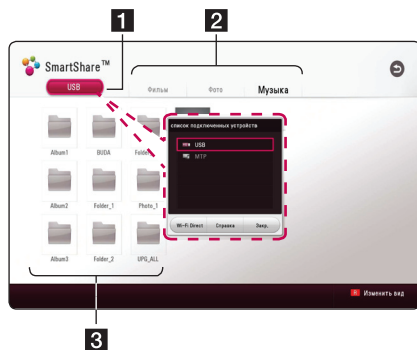 1
2
SmartShare™
USB
Фильм
Фото
Музыка
список подключенных устройств
USB
MTP
Wi-Fi Direct
Справка
Закр.
Album1
BUDA
Folder
Album2
Folder_1
Photo_1
Album3
Folder_2
UPG_ALL
Изменить вид
3